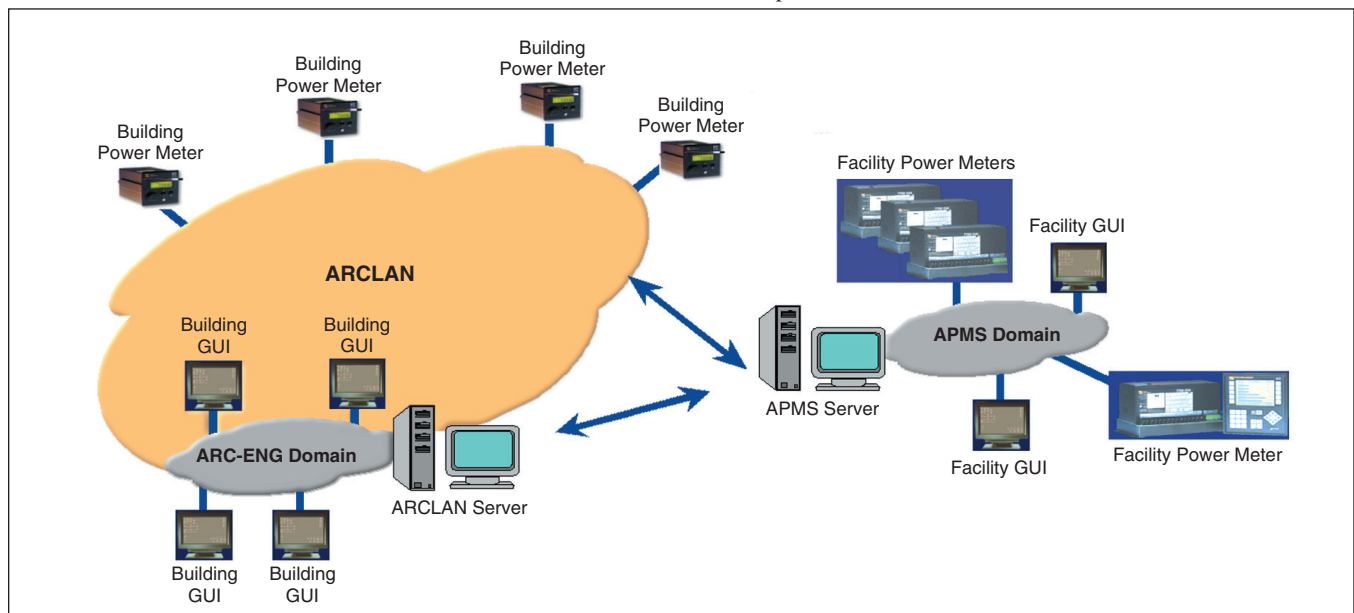 Building
Power Meter
Building
Power Meter
Building
Power Meter
Building
Power Meter
ARCLAN
Building
GUI
Building
GUI
ARC-ENG Domain
ARCLAN Server
Building
GUI
Building
GUI
Facility Power Meters
Facility GUI
APMS Domain
APMS Server
Facility GUI
Facility Power Meter